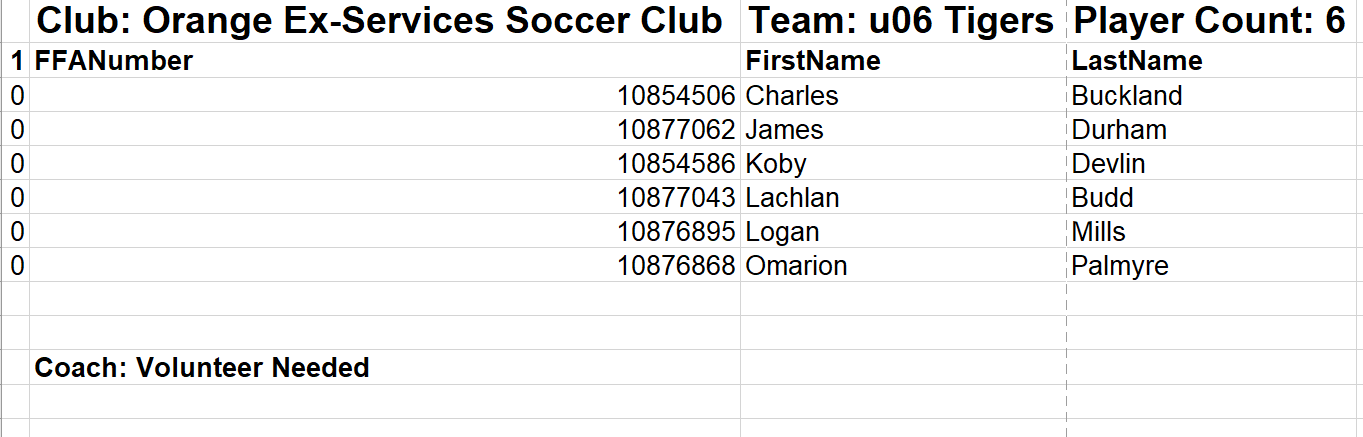 Club: Orange Ex-Services Soccer Club Team: u06 Tigers Player Count: 6
1 FFANumber FirstName LastName
0 10854506 Charles Buckland
0 10877062 James Durham
0 10854586 Koby Devlin
0 10877043 Lachlan Budd
0 10876895 Logan Mills
0 10876868 Omarion Palmyre
Coach: Volunteer Needed